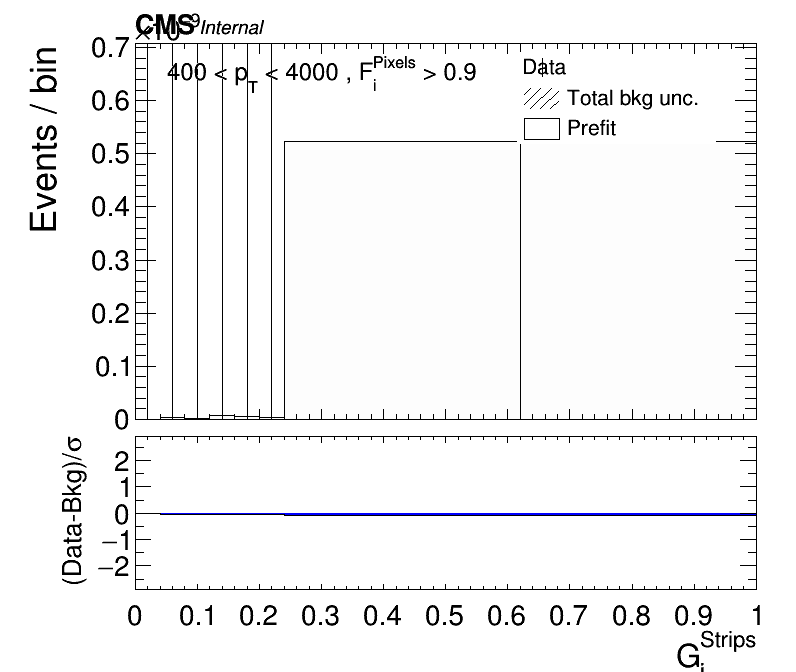 CMS Internal
×10⁹
Events / bin
0.7
0.6
0.5
0.4
0.3
0.2
0.1
0
400 < p_T < 4000 , F_i^Pixels > 0.9
Data
Total bkg unc.
Prefit
(Data-Bkg)/σ
2
1
0
−1
−2
0 0.1 0.2 0.3 0.4 0.5 0.6 0.7 0.8 0.9 1
G_i^Strips